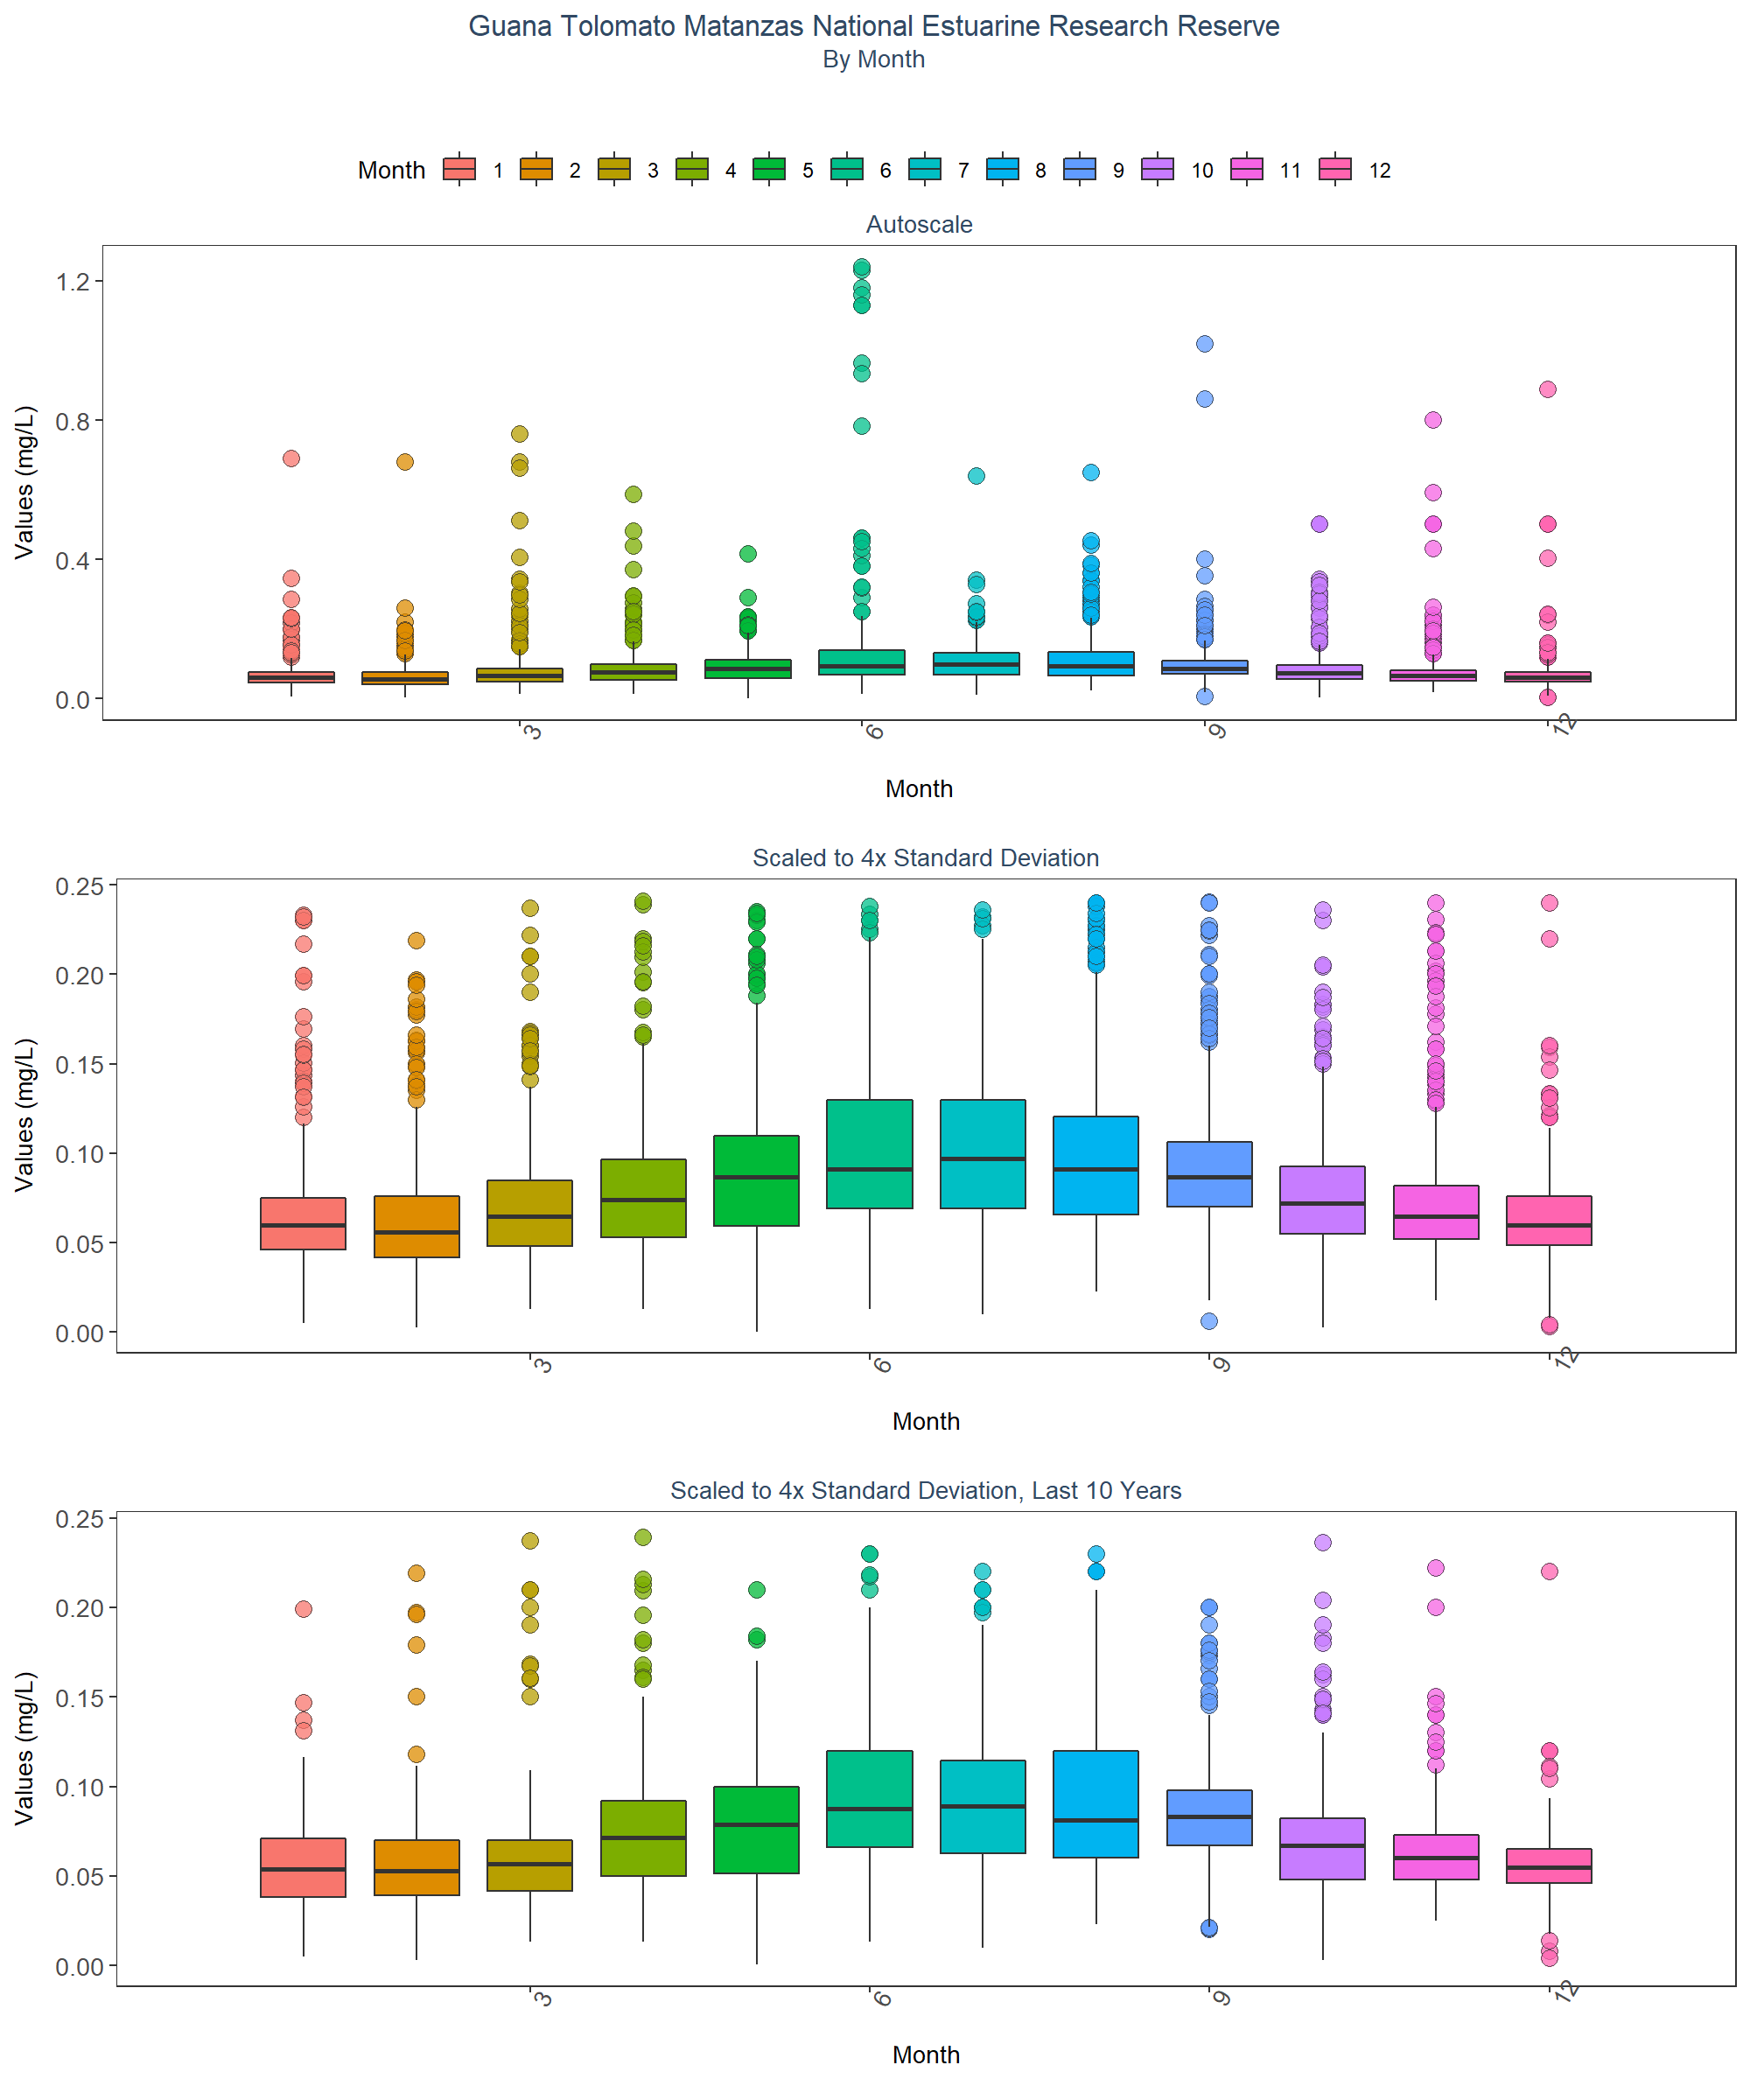 Guana Tolomato Matanzas National Estuarine Research Reserve
By Month
Month 1 2 3 4 5 6 7 8 9 10 11 12
Autoscale
Values (mg/L)
1.2
0.8
0.4
0.0
3 6 9 12
Month
Scaled to 4x Standard Deviation
Values (mg/L)
0.25
0.20
0.15
0.10
0.05
0.00
3 6 9 12
Month
Scaled to 4x Standard Deviation, Last 10 Years
Values (mg/L)
0.25
0.20
0.15
0.10
0.05
0.00
3 6 9 12
Month